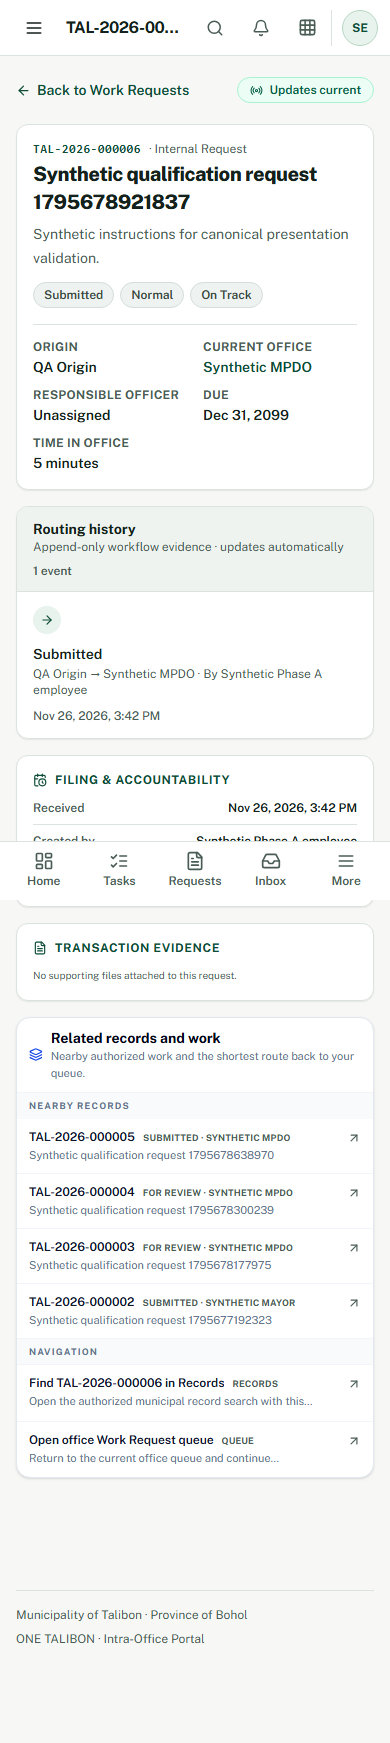 TAL-2026-00...
SE
Back to Work Requests
Updates current
TAL-2026-000006 · Internal Request
Synthetic qualification request
1795678921837
Synthetic instructions for canonical presentation
validation.
Submitted
Normal
On Track
ORIGIN
CURRENT OFFICE
QA Origin
Synthetic MPDO
RESPONSIBLE OFFICER
DUE
Unassigned
Dec 31, 2099
TIME IN OFFICE
5 minutes
Routing history
Append-only workflow evidence · updates automatically
1 event
Submitted
QA Origin → Synthetic MPDO · By Synthetic Phase A
employee
Nov 26, 2026, 3:42 PM
FILING & ACCOUNTABILITY
Received Nov 26, 2026, 3:42 PM
Created by Synthetic Phase A employee
Home
Tasks
Requests
Inbox
More
TRANSACTION EVIDENCE
No supporting files attached to this request.
Related records and work
Nearby authorized work and the shortest route back to your
queue.
NEARBY RECORDS
TAL-2026-000005 SUBMITTED · SYNTHETIC MPDO
Synthetic qualification request 1795678638970
TAL-2026-000004 FOR REVIEW · SYNTHETIC MPDO
Synthetic qualification request 1795678300239
TAL-2026-000003 FOR REVIEW · SYNTHETIC MPDO
Synthetic qualification request 1795678177975
TAL-2026-000002 SUBMITTED · SYNTHETIC MAYOR
Synthetic qualification request 1795677192323
NAVIGATION
Find TAL-2026-000006 in Records RECORDS
Open the authorized municipal record search with this...
Open office Work Request queue QUEUE
Return to the current office queue and continue...
Municipality of Talibon · Province of Bohol
ONE TALIBON · Intra-Office Portal